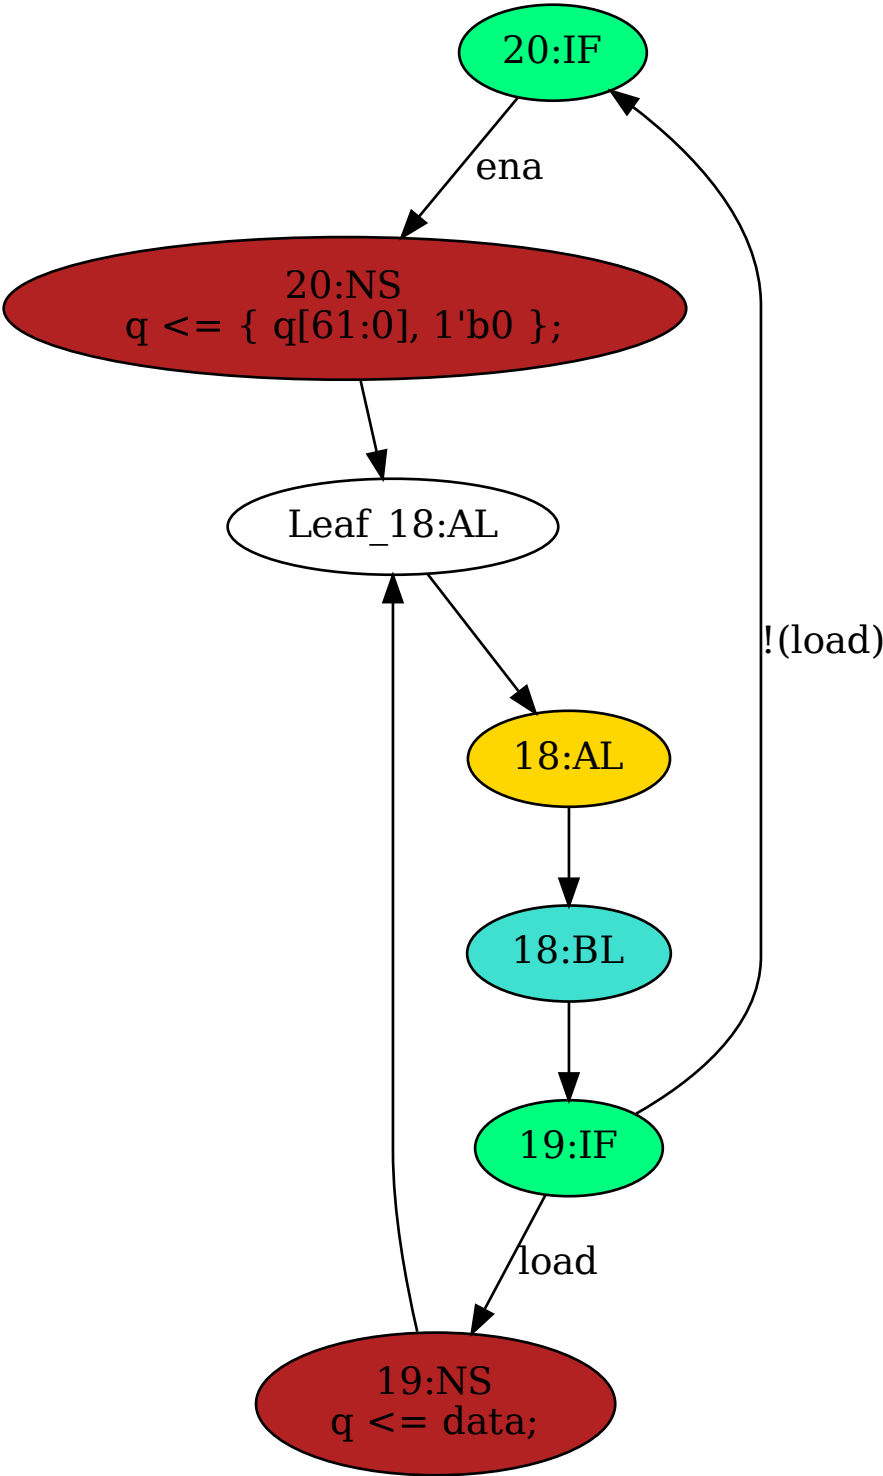 20:IF
ena
20:NS
q <= { q[61:0], 1'b0 };
Leaf_18:AL
!(load)
18:AL
18:BL
19:IF
load
19:NS
q <= data;